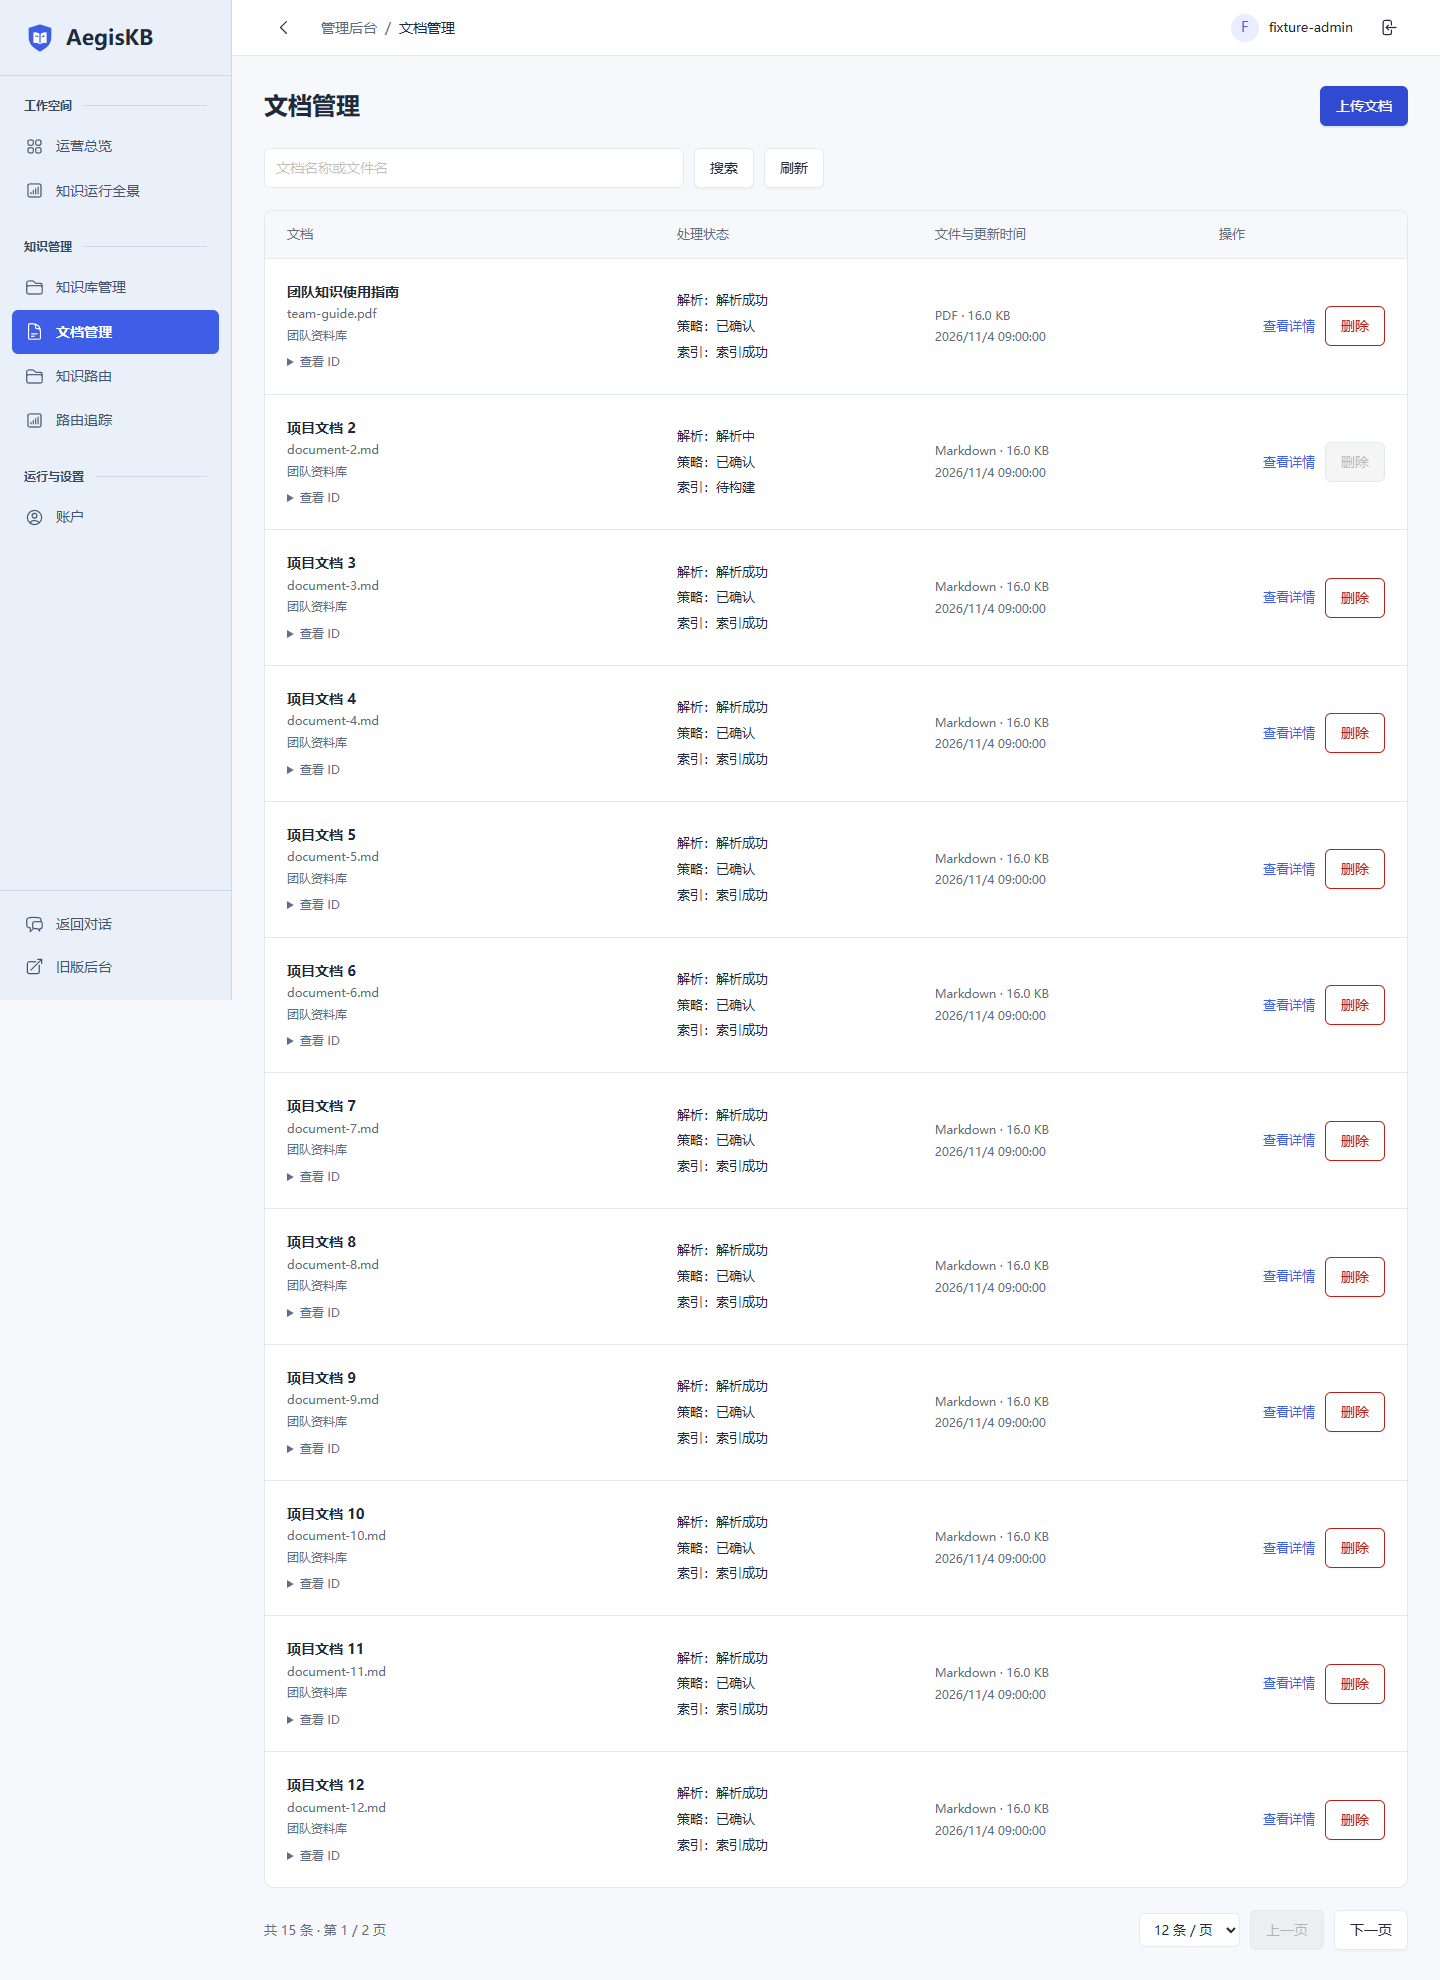 AegisKB
工作空间
运营总览
知识运行全景
知识管理
知识库管理
文档管理
知识路由
路由追踪
运行与设置
账户
返回对话
旧版后台
管理后台 / 文档管理
F fixture-admin
文档管理
上传文档
文档名称或文件名
搜索
刷新
文档 处理状态 文件与更新时间 操作
团队知识使用指南
team-guide.pdf
团队资料库
查看 ID
解析：解析成功
策略：已确认
索引：索引成功
PDF · 16.0 KB
2026/11/4 09:00:00
查看详情 删除
项目文档 2
document-2.md
团队资料库
查看 ID
解析：解析中
策略：已确认
索引：待构建
Markdown · 16.0 KB
2026/11/4 09:00:00
查看详情 删除
项目文档 3
document-3.md
团队资料库
查看 ID
解析：解析成功
策略：已确认
索引：索引成功
Markdown · 16.0 KB
2026/11/4 09:00:00
查看详情 删除
项目文档 4
document-4.md
团队资料库
查看 ID
解析：解析成功
策略：已确认
索引：索引成功
Markdown · 16.0 KB
2026/11/4 09:00:00
查看详情 删除
项目文档 5
document-5.md
团队资料库
查看 ID
解析：解析成功
策略：已确认
索引：索引成功
Markdown · 16.0 KB
2026/11/4 09:00:00
查看详情 删除
项目文档 6
document-6.md
团队资料库
查看 ID
解析：解析成功
策略：已确认
索引：索引成功
Markdown · 16.0 KB
2026/11/4 09:00:00
查看详情 删除
项目文档 7
document-7.md
团队资料库
查看 ID
解析：解析成功
策略：已确认
索引：索引成功
Markdown · 16.0 KB
2026/11/4 09:00:00
查看详情 删除
项目文档 8
document-8.md
团队资料库
查看 ID
解析：解析成功
策略：已确认
索引：索引成功
Markdown · 16.0 KB
2026/11/4 09:00:00
查看详情 删除
项目文档 9
document-9.md
团队资料库
查看 ID
解析：解析成功
策略：已确认
索引：索引成功
Markdown · 16.0 KB
2026/11/4 09:00:00
查看详情 删除
项目文档 10
document-10.md
团队资料库
查看 ID
解析：解析成功
策略：已确认
索引：索引成功
Markdown · 16.0 KB
2026/11/4 09:00:00
查看详情 删除
项目文档 11
document-11.md
团队资料库
查看 ID
解析：解析成功
策略：已确认
索引：索引成功
Markdown · 16.0 KB
2026/11/4 09:00:00
查看详情 删除
项目文档 12
document-12.md
团队资料库
查看 ID
解析：解析成功
策略：已确认
索引：索引成功
Markdown · 16.0 KB
2026/11/4 09:00:00
查看详情 删除
共 15 条 · 第 1 / 2 页
12 条 / 页
上一页
下一页